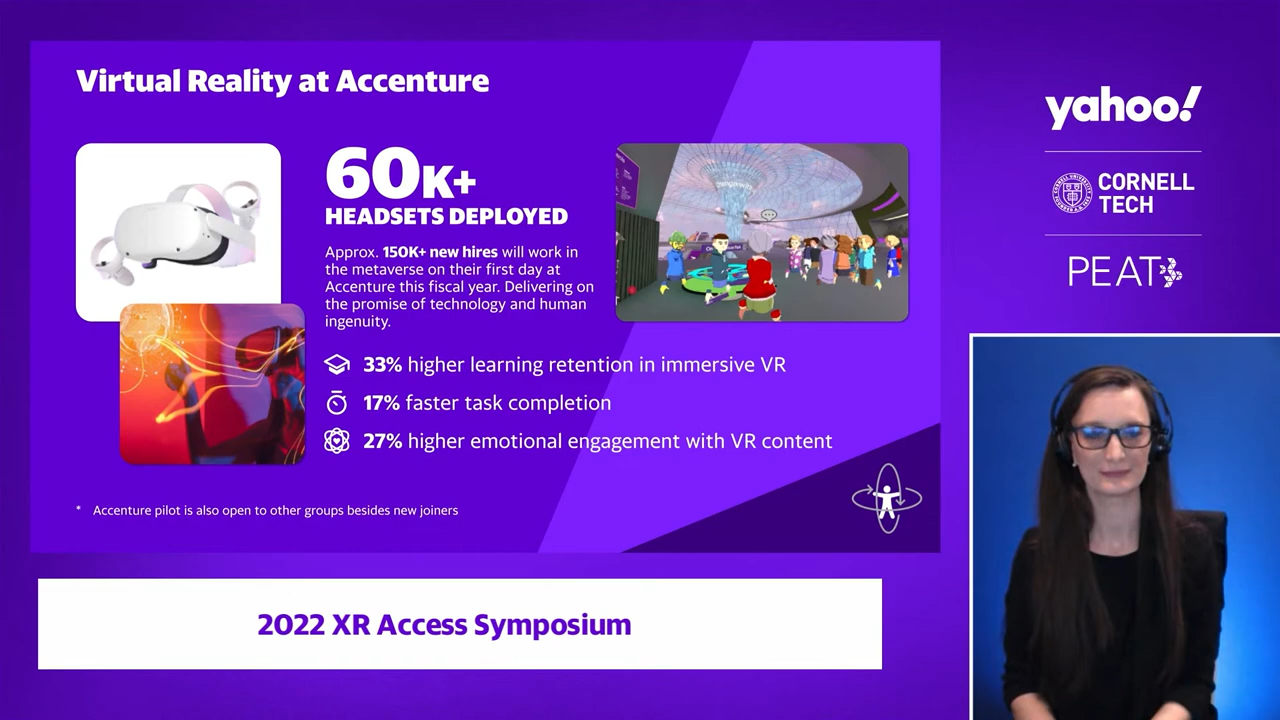 Virtual Reality at Accenture
60K+
HEADSETS DEPLOYED
Approx. 150K+ new hires will work in
the metaverse on their first day at
Accenture this fiscal year. Delivering on
the promise of technology and human
ingenuity.
33% higher learning retention in immersive VR
17% faster task completion
27% higher emotional engagement with VR content
* Accenture pilot is also open to other groups besides new joiners
yahoo!
CORNELL
TECH
PEAT
2022 XR Access Symposium